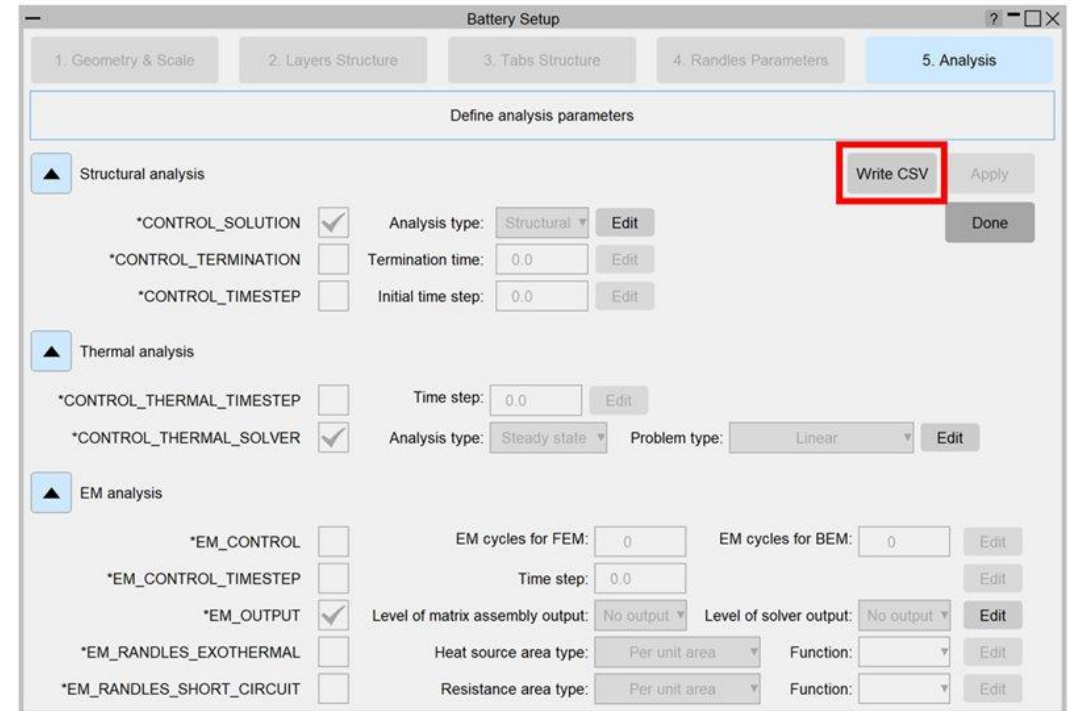 Battery Setup ?
1. Geometry & Scale 2. Layers Structure 3. Tabs Structure 4. Randles Parameters 5. Analysis
Define analysis parameters
Structural analysis Write CSV Apply
*CONTROL_SOLUTION Analysis type: Structural Edit Done
*CONTROL_TERMINATION Termination time: 0.0 Edit
*CONTROL_TIMESTEP Initial time step: 0.0 Edit
Thermal analysis
*CONTROL_THERMAL_TIMESTEP Time step: 0.0 Edit
*CONTROL_THERMAL_SOLVER Analysis type: Steady state Problem type: Linear Edit
EM analysis
*EM_CONTROL EM cycles for FEM: 0 EM cycles for BEM: 0 Edit
*EM_CONTROL_TIMESTEP Time step: 0.0 Edit
*EM_OUTPUT Level of matrix assembly output: No output Level of solver output: No output Edit
*EM_RANDLES_EXOTHERMAL Heat source area type: Per unit area Function: Edit
*EM_RANDLES_SHORT_CIRCUIT Resistance area type: Per unit area Function: Edit